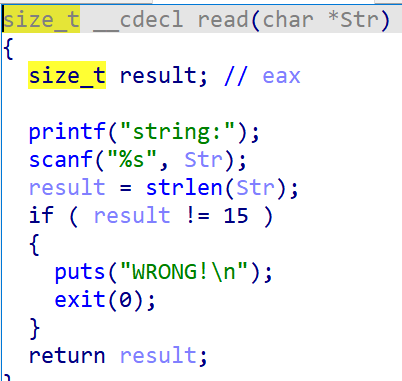 size_t __cdecl read(char *Str)
{
  size_t result; // eax

  printf("string:");
  scanf("%s", Str);
  result = strlen(Str);
  if ( result != 15 )
  {
    puts("WRONG!\n");
    exit(0);
  }
  return result;
}